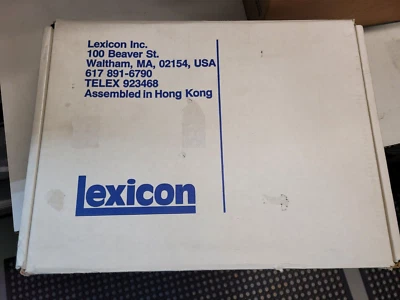 Lexicon Inc.
100 Beaver St.
Waltham, MA, 02154, USA
617 891-6790
TELEX 923468
Assembled in Hong Kong
Lexicon